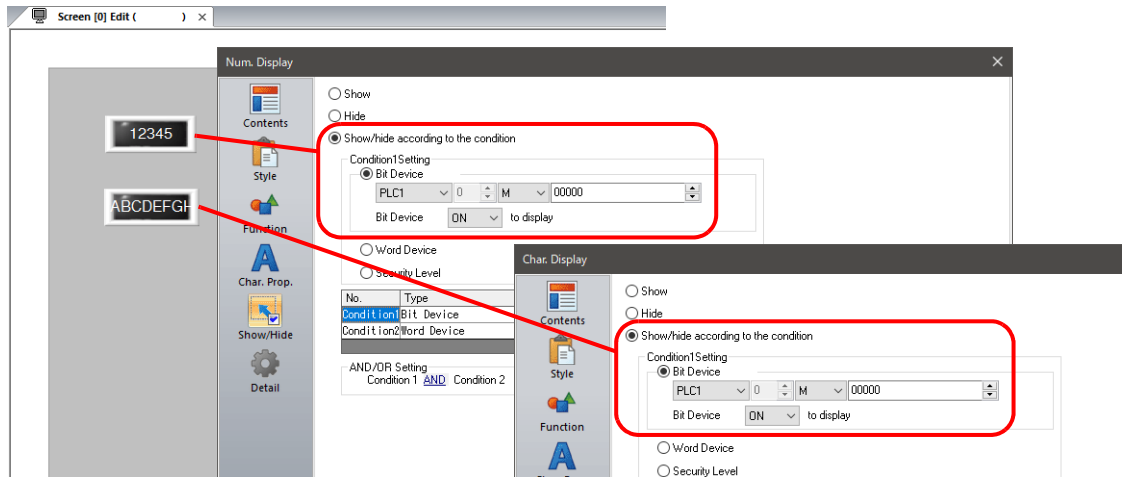 Screen [0] Edit ( )
12345
ABCDEFGH
Num. Display
Contents
Style
Function
Char. Prop.
Show/Hide
Detail
Show
Hide
Show/hide according to the condition
Condition1Setting
Bit Device
PLC1 0 M 00000
Bit Device ON to display
Word Device
Security Level
No. Type
Condition1 Bit Device
Condition2 Word Device
AND/OR Setting
Condition 1 AND Condition 2
Char. Display
Contents
Style
Function
Show
Hide
Show/hide according to the condition
Condition1Setting
Bit Device
PLC1 0 M 00000
Bit Device ON to display
Word Device
Security Level